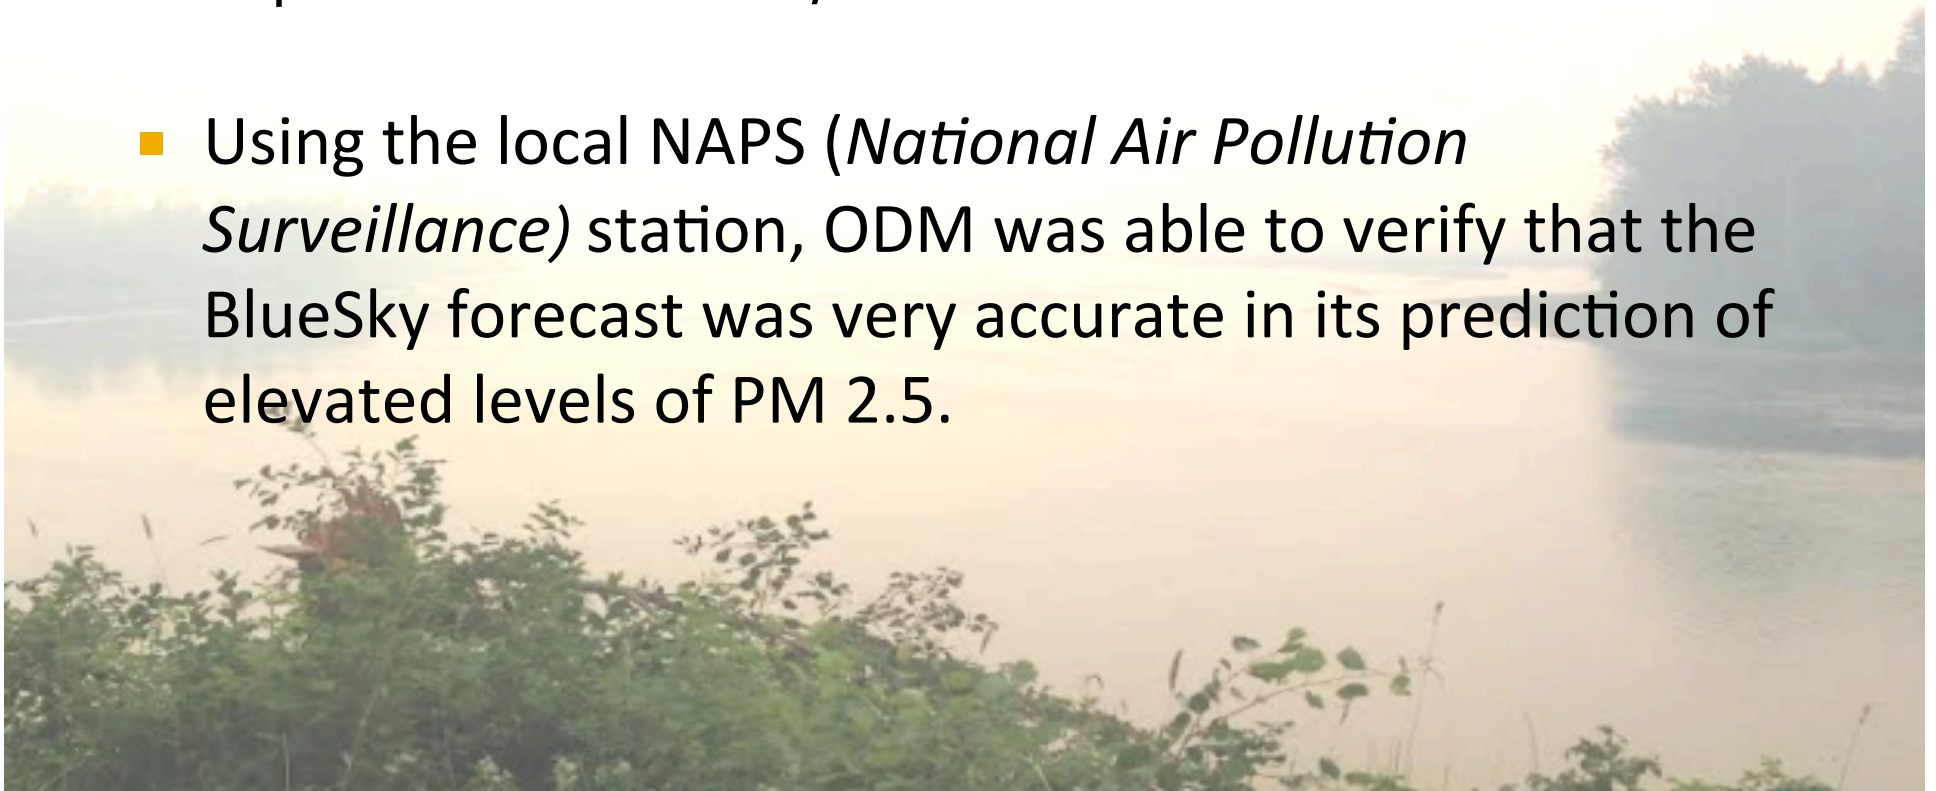 Using the local NAPS (National Air Pollution
Surveillance) station, ODM was able to verify that the
BlueSky forecast was very accurate in its prediction of
elevated levels of PM 2.5.